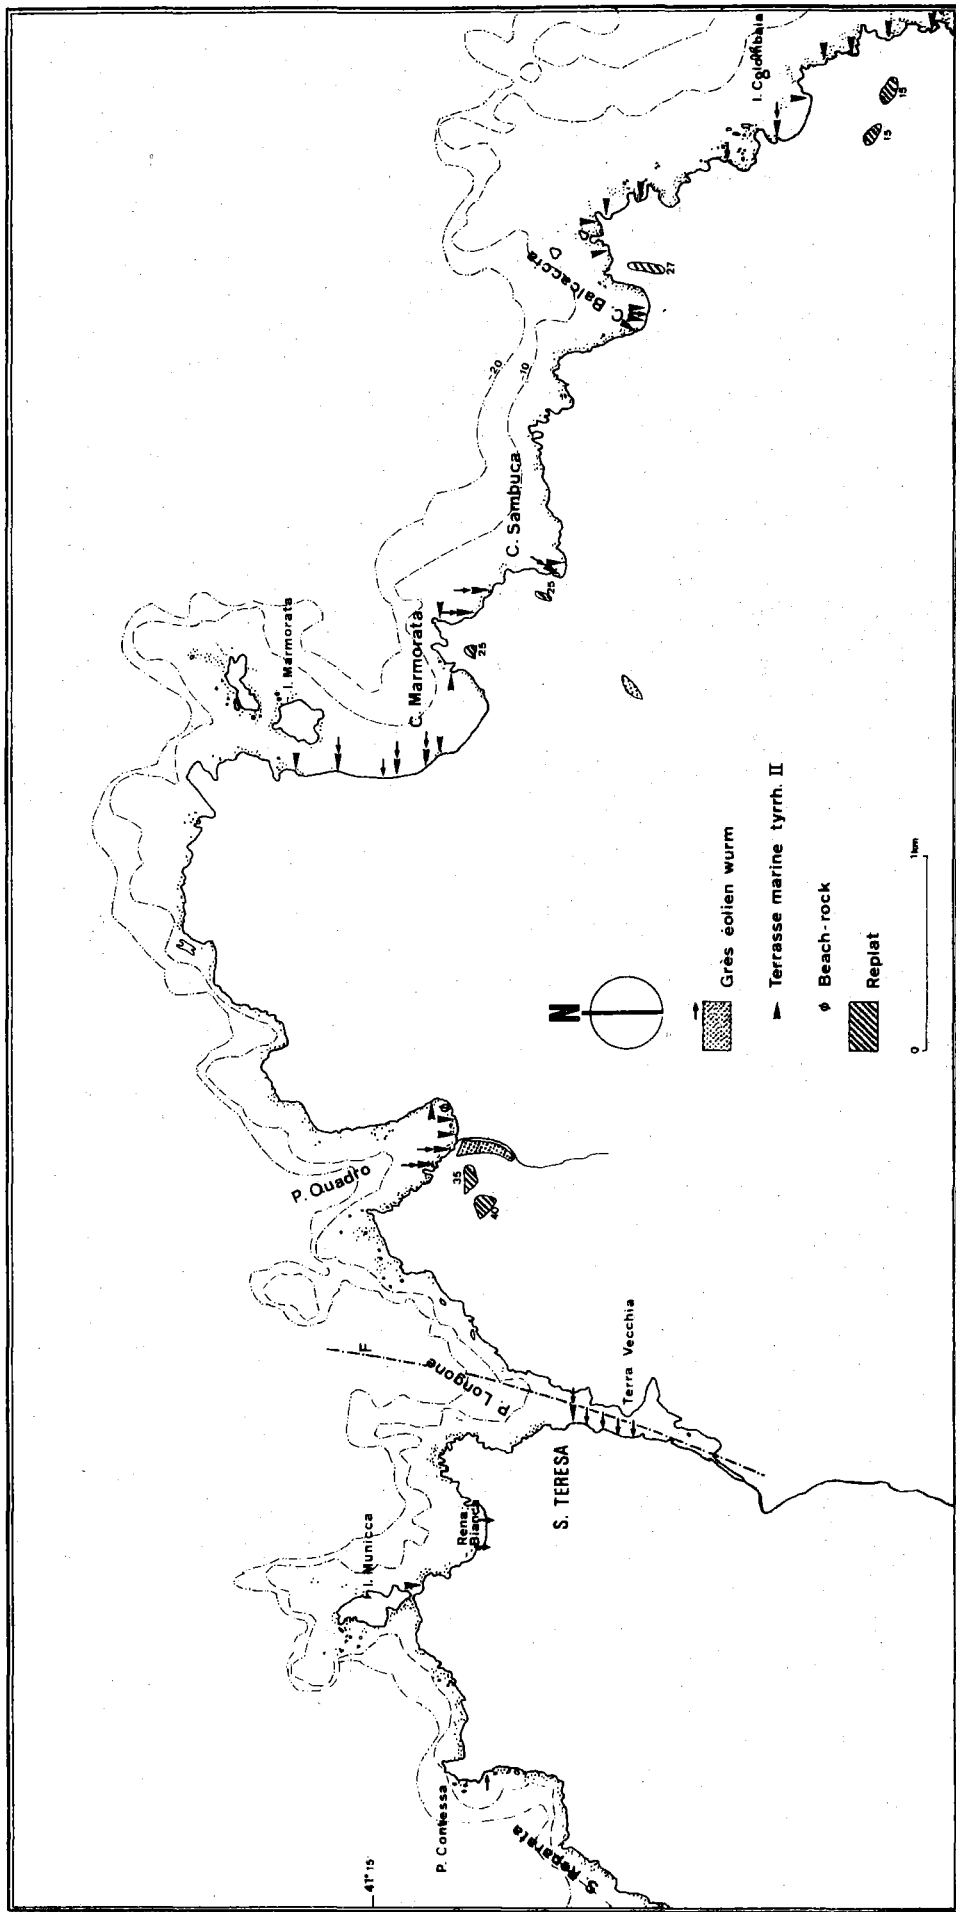 41° 15'
Reparata
P. Contessa
I. Municca
Rena
Bianca
S. TERESA
P. Longone
F
Terra Vecchia
P. Quadro
35
40
I. Marmorata
C. Marmorata
25
C. Sambuca
25
-20
-10
C. Balcaccta
27
I. Colombaia
15
15
N
Grès éolien wurm
Terrasse marine tyrrh. II
Beach-rock
Replat
0
1km